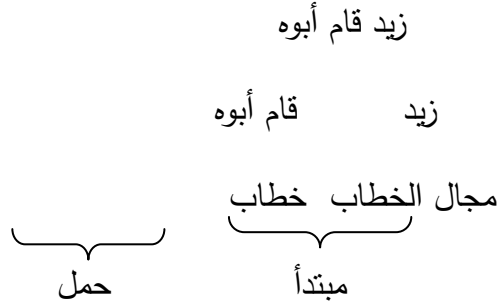 زيد قام أبوه
زيد قام أبوه
مجال الخطاب خطاب
مبتدأ حمل